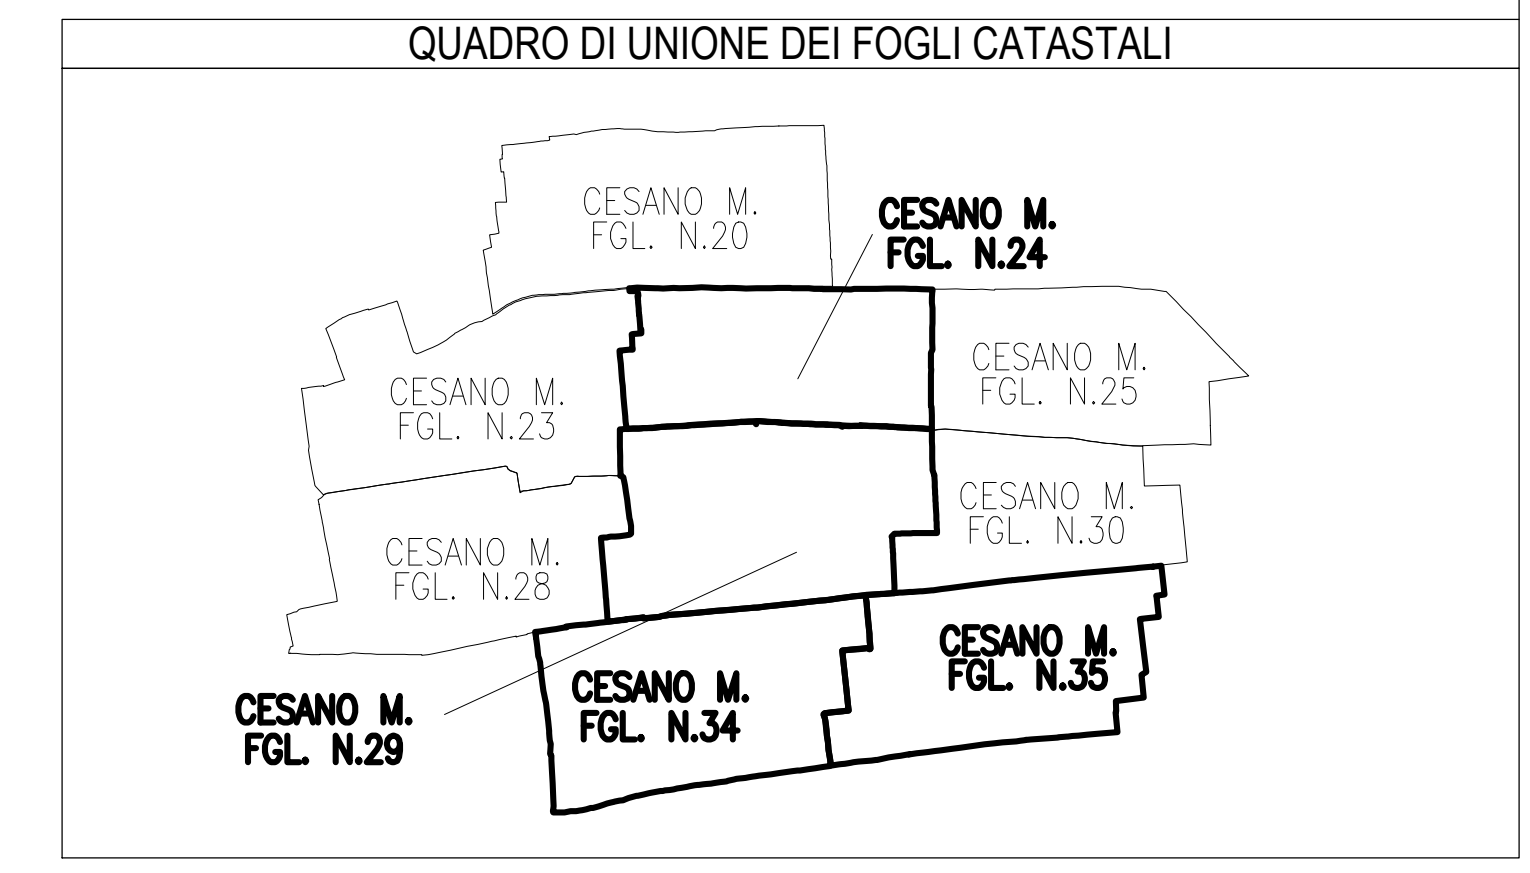 QUADRO DI UNIONE DEI FOGLI CATASTALI
CESANO M.
FGL. N.20
CESANO M.
FGL. N.24
CESANO M.
FGL. N.23
CESANO M.
FGL. N.25
CESANO M.
FGL. N.28
CESANO M.
FGL. N.30
CESANO M.
FGL. N.29
CESANO M.
FGL. N.34
CESANO M.
FGL. N.35